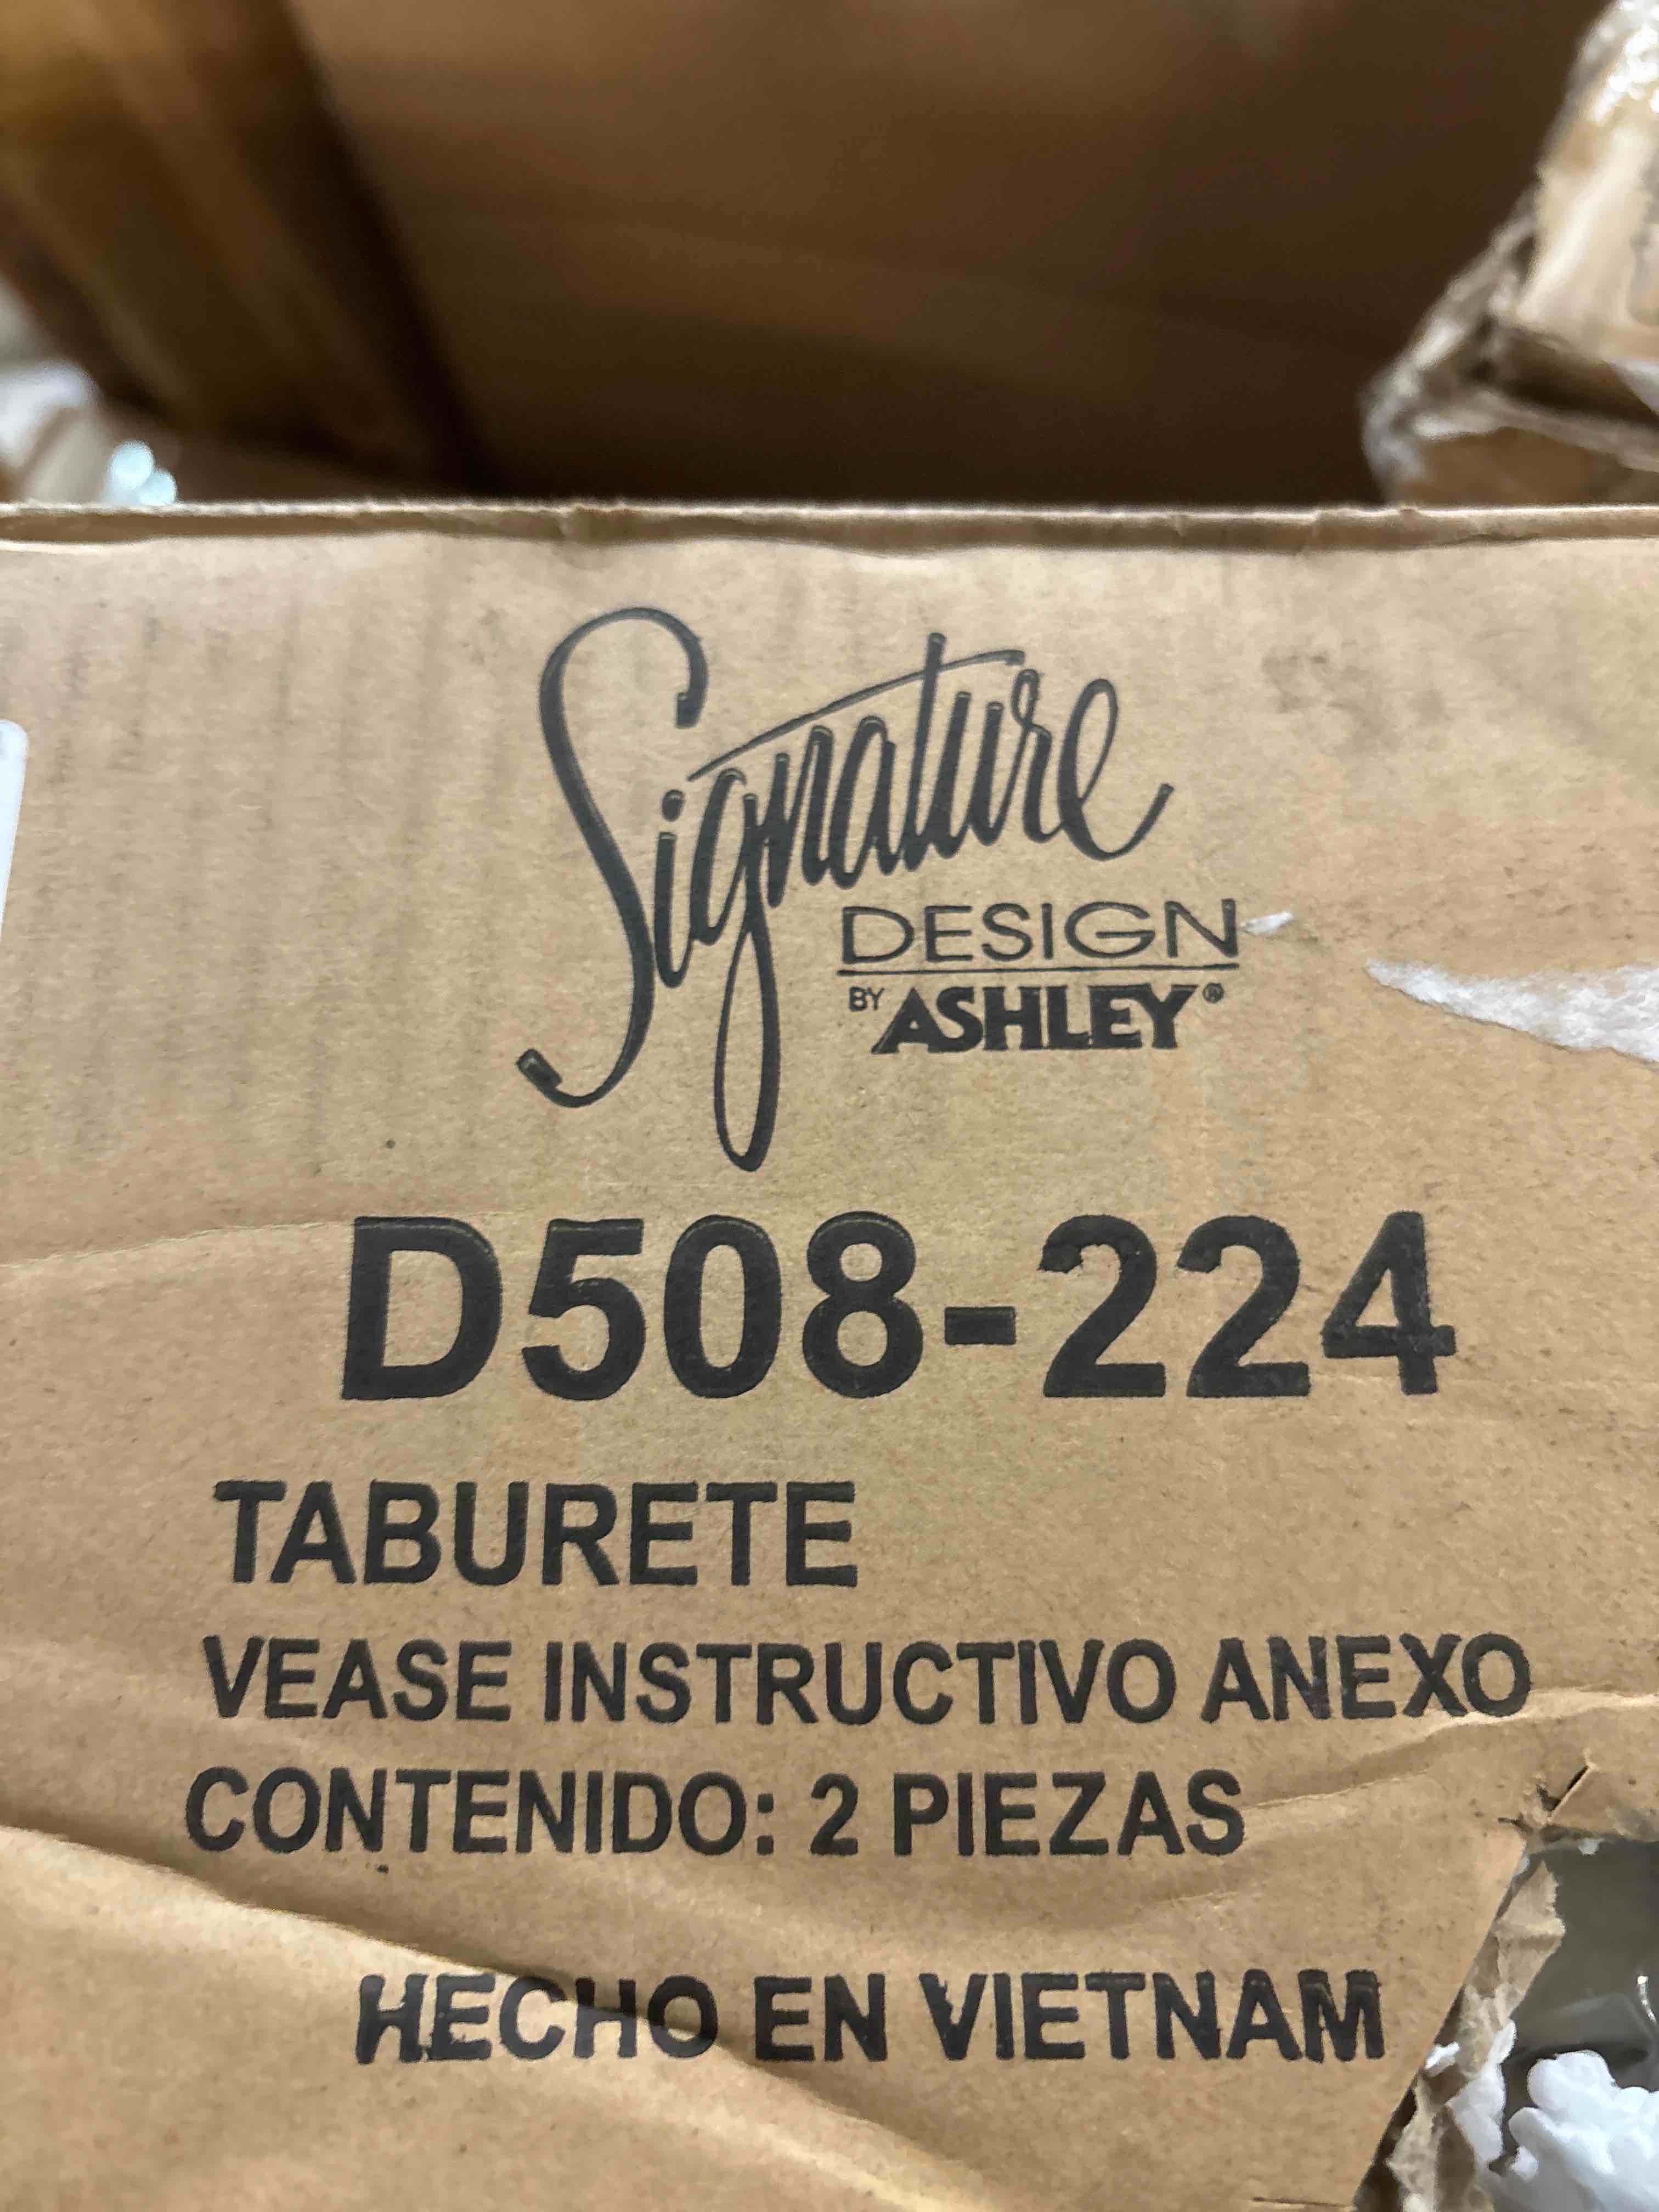 Signature
DESIGN
BY ASHLEY®
D508-224
TABURETE
VEASE INSTRUCTIVO ANEXO
CONTENIDO: 2 PIEZAS
HECHO EN VIETNAM